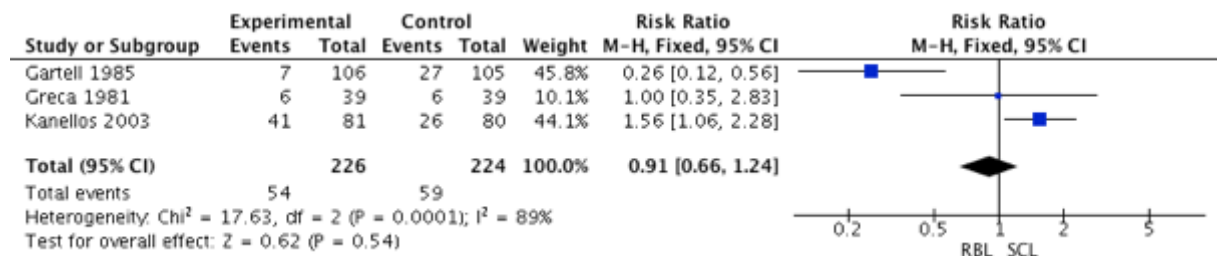 Experimental Control Risk Ratio Risk Ratio
Study or Subgroup Events Total Events Total Weight M-H, Fixed, 95% CI M-H, Fixed, 95% CI
Gartell 1985 7 106 27 105 45.8% 0.26 [0.12, 0.56]
Greca 1981 6 39 6 39 10.1% 1.00 [0.35, 2.83]
Kanellos 2003 41 81 26 80 44.1% 1.56 [1.06, 2.28]
Total (95% CI) 226 224 100.0% 0.91 [0.66, 1.24]
Total events 54 59
Heterogeneity: Chi² = 17.63, df = 2 (P = 0.0001); I² = 89%
Test for overall effect: Z = 0.62 (P = 0.54)
0.2 0.5 1 2 5
RBL SCL